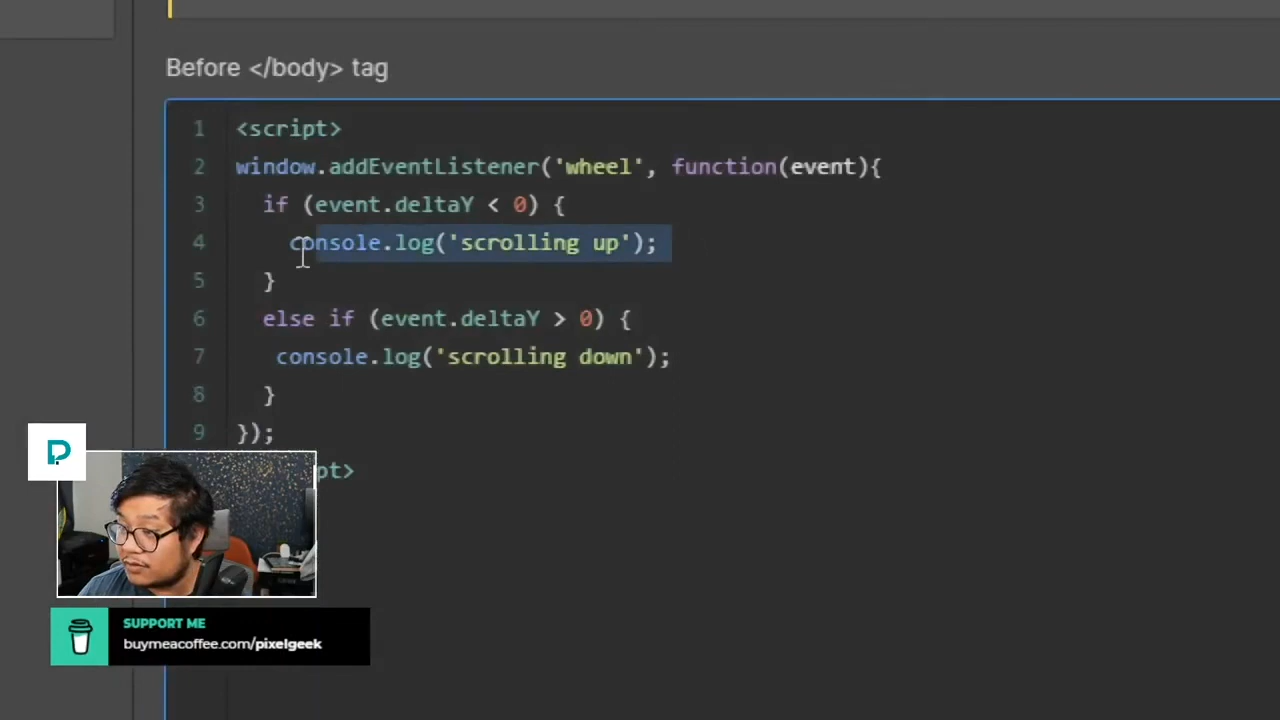 Before </body> tag
1 <script>
2 window.addEventListener('wheel', function(event){
3 if (event.deltaY < 0) {
4 console.log('scrolling up');
5 }
6 else if (event.deltaY > 0) {
7 console.log('scrolling down');
8 }
9 });
pt>
SUPPORT ME
buymeacoffee.com/pixelgeek